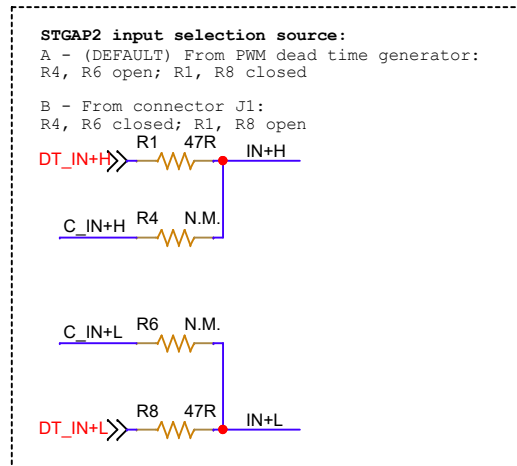 STGAP2 input selection source:
A - (DEFAULT) From PWM dead time generator:
R4, R6 open; R1, R8 closed
B - From connector J1:
R4, R6 closed; R1, R8 open
R1 47R IN+H
DT_IN+H
C_IN+H R4 N.M.
C_IN+L R6 N.M.
R8 47R
DT_IN+L IN+L